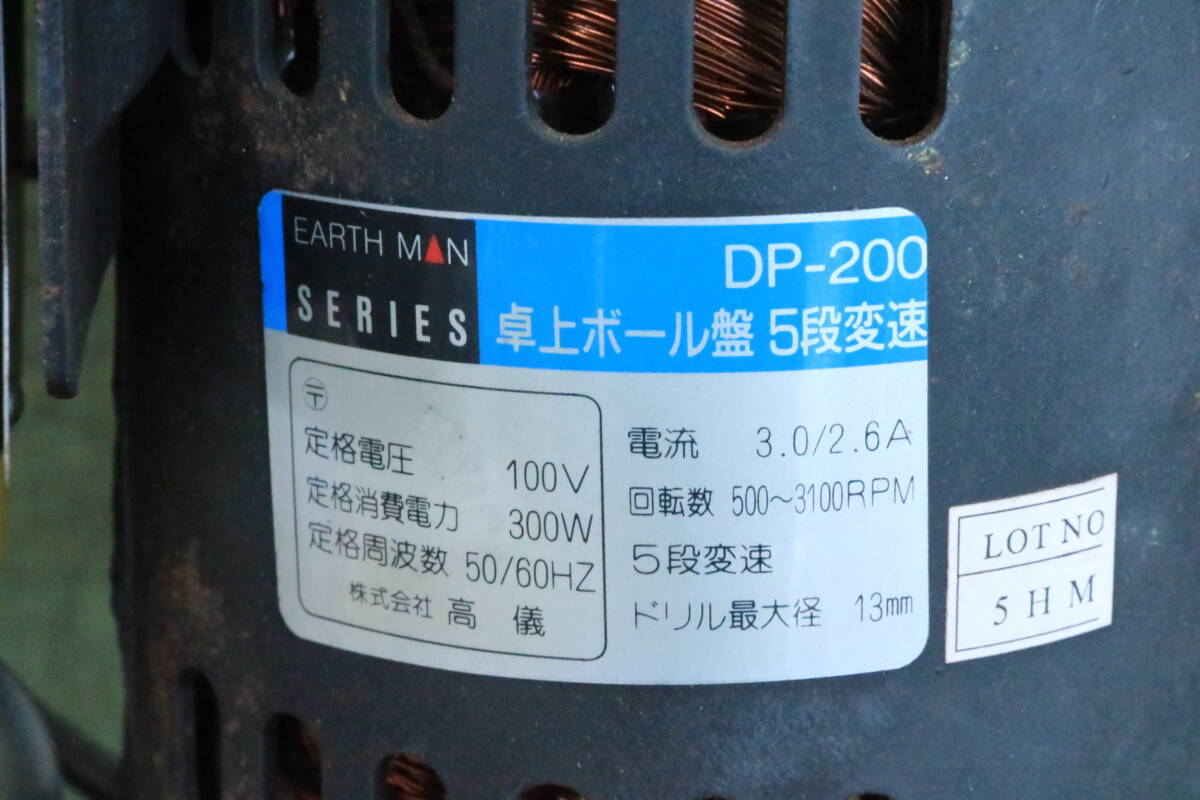 EARTH MAN
SERIES
DP-200
卓上ボール盤 5段変速
〒
定格電圧 100V
定格消費電力 300W
定格周波数 50/60HZ
株式会社 高儀
電流 3.0/2.6A
回転数 500〜3100RPM
5段変速
ドリル最大径 13mm
LOT NO
5HM